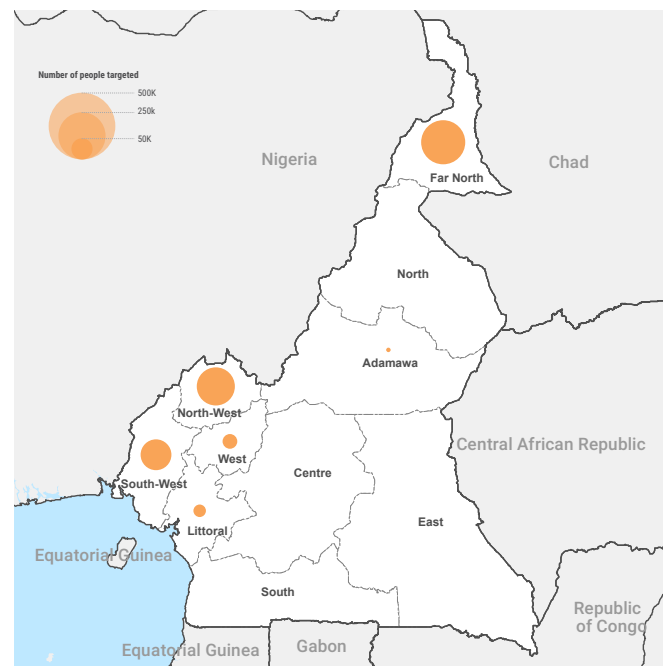 Number of people targeted
500K
250k
50K
Nigeria
Chad
Far North
North
Adamawa
North-West
Central African Republic
West
Centre
South-West
East
Littoral
Equatorial Guinea
South
Republic
of Congo
Equatorial Guinea
Gabon